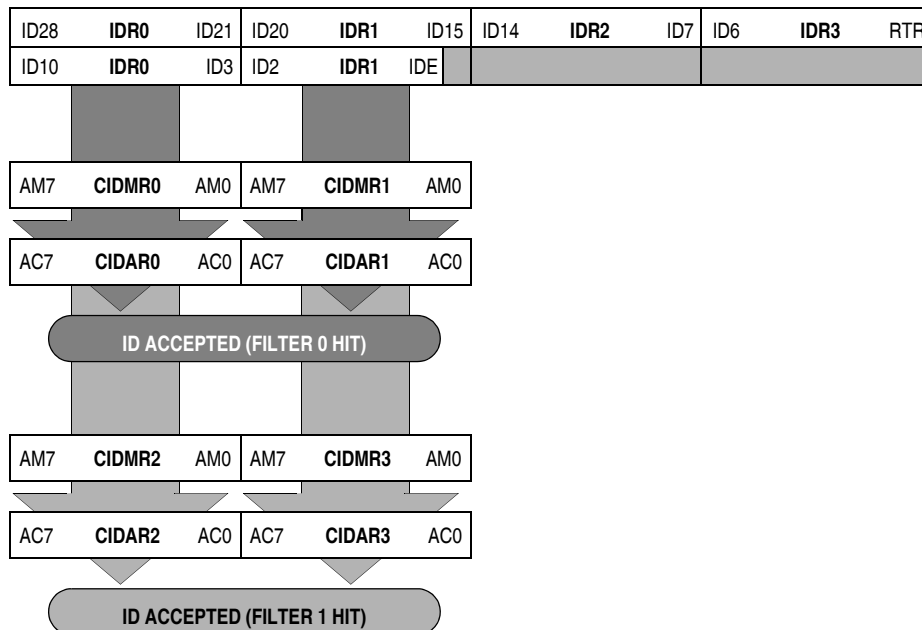 ID28 IDR0 ID21 ID20 IDR1 ID15 ID14 IDR2 ID7 ID6 IDR3 RTR
ID10 IDR0 ID3 ID2 IDR1 IDE
AM7 CIDMR0 AM0 AM7 CIDMR1 AM0
AC7 CIDAR0 AC0 AC7 CIDAR1 AC0
ID ACCEPTED (FILTER 0 HIT)
AM7 CIDMR2 AM0 AM7 CIDMR3 AM0
AC7 CIDAR2 AC0 AC7 CIDAR3 AC0
ID ACCEPTED (FILTER 1 HIT)